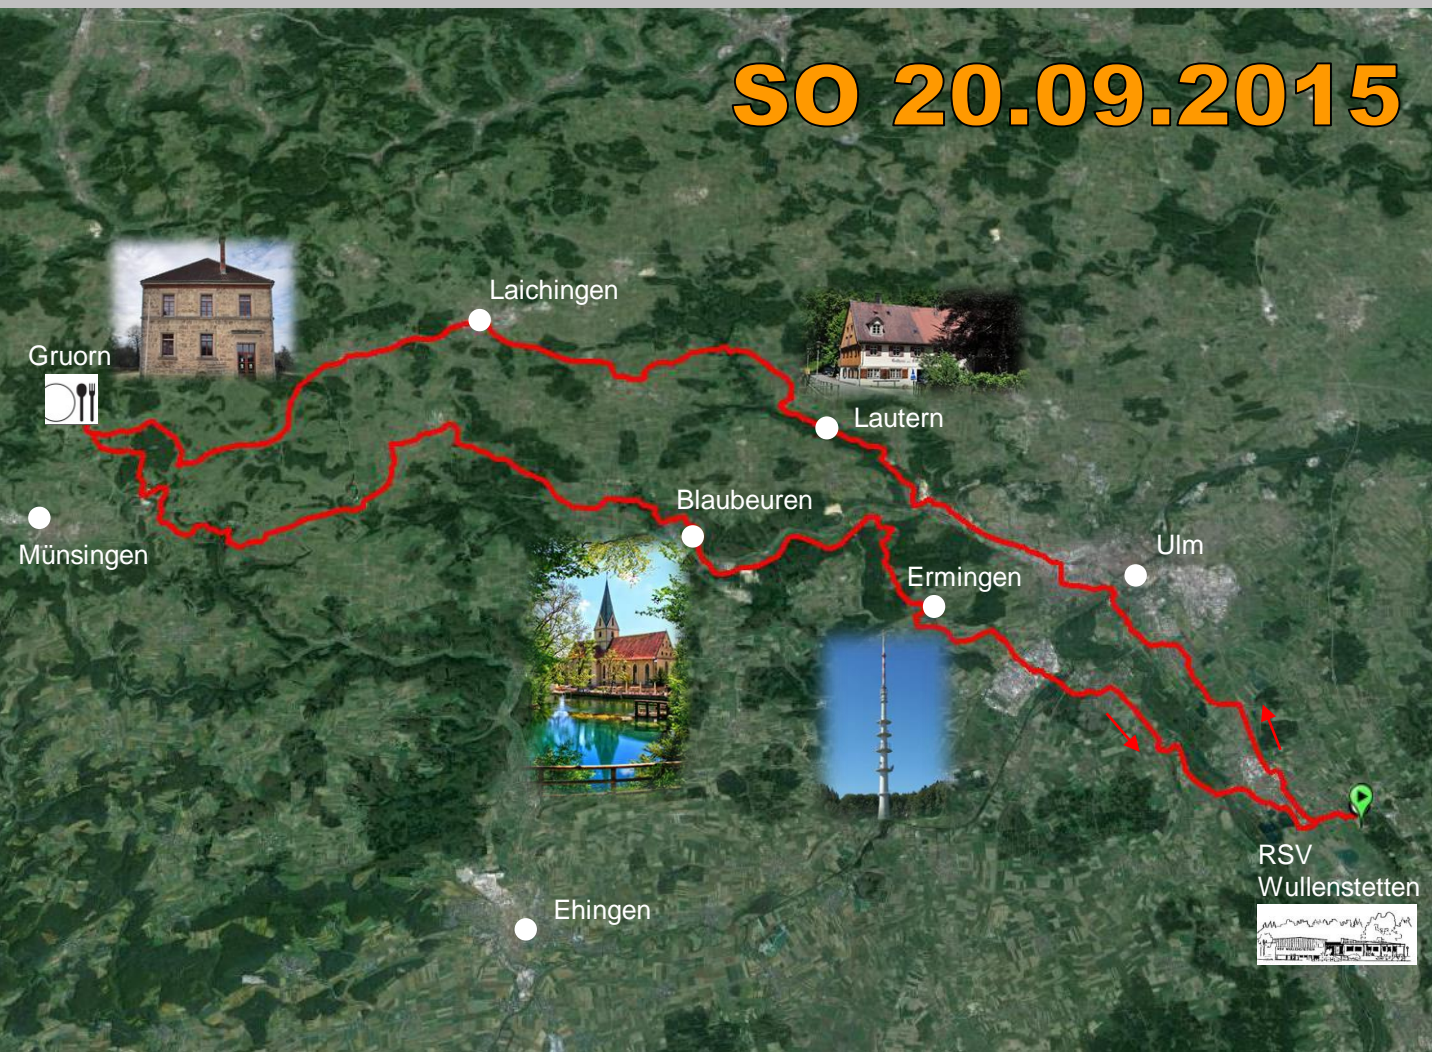 SO 20.09.2015
Laichingen
Gruorn
Lautern
Blaubeuren
Münsingen
Ulm
Ermingen
RSV
Wullenstetten
Ehingen